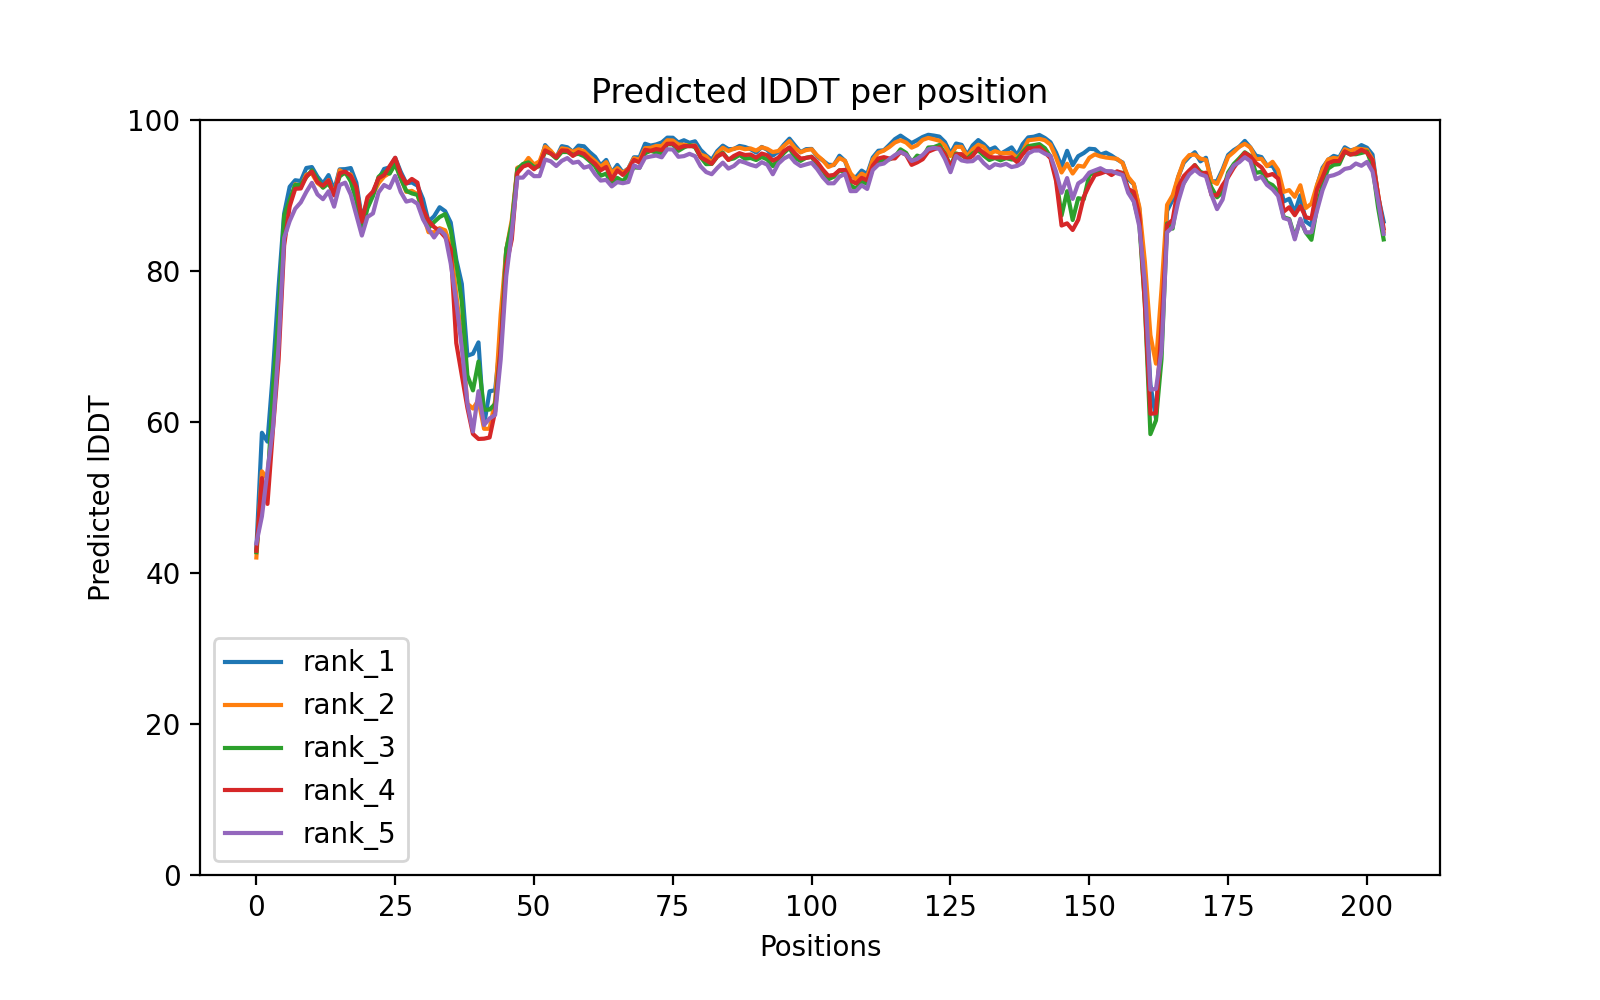 Predicted lDDT per position
100
80
60
40
20
0
Predicted lDDT
rank_1
rank_2
rank_3
rank_4
rank_5
0 25 50 75 100 125 150 175 200
Positions